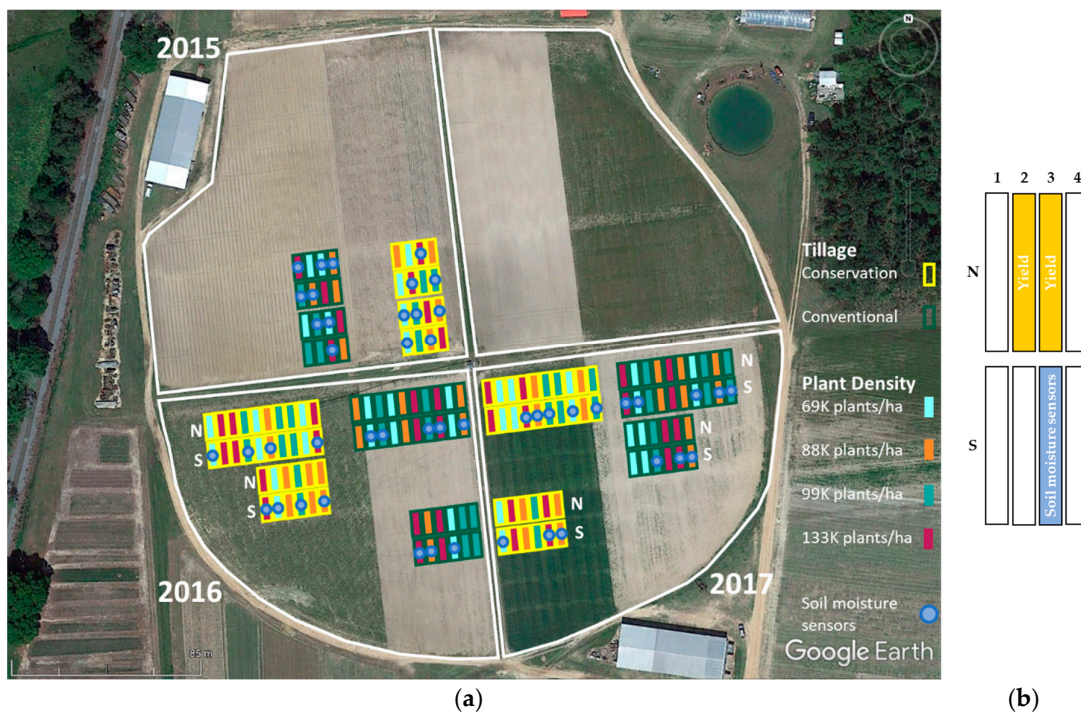 2015
N
Tillage
Conservation
Conventional
Plant Density
69K plants/ha
88K plants/ha
99K plants/ha
133K plants/ha
Soil moisture
sensors
N
S
N
S
N
S
N
S
N
S
2016
2017
85 m
Google Earth
(a)
1 2 3 4
N
Yield
Yield
S
Soil moisture sensors
(b)